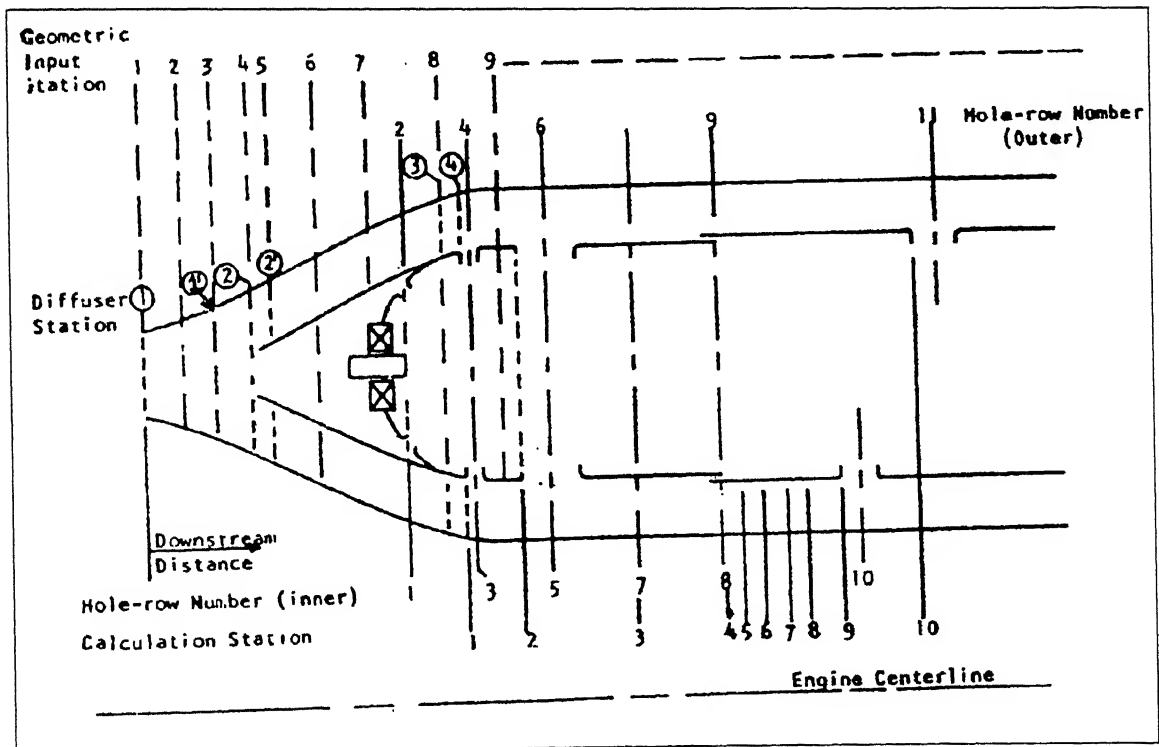 Geometric
Input
Station
1 2 3 4 5 6 7 8 9
2 4 6 9 11 Hole-row Number
(Outer)
3 4
1' 2 2'
Diffuser 1
Station
Downstream
Distance
Hole-row Number (inner) 1 3 5 7 8 10
Calculation Station 1 2 3 4 5 6 7 8 9 10
Engine Centerline